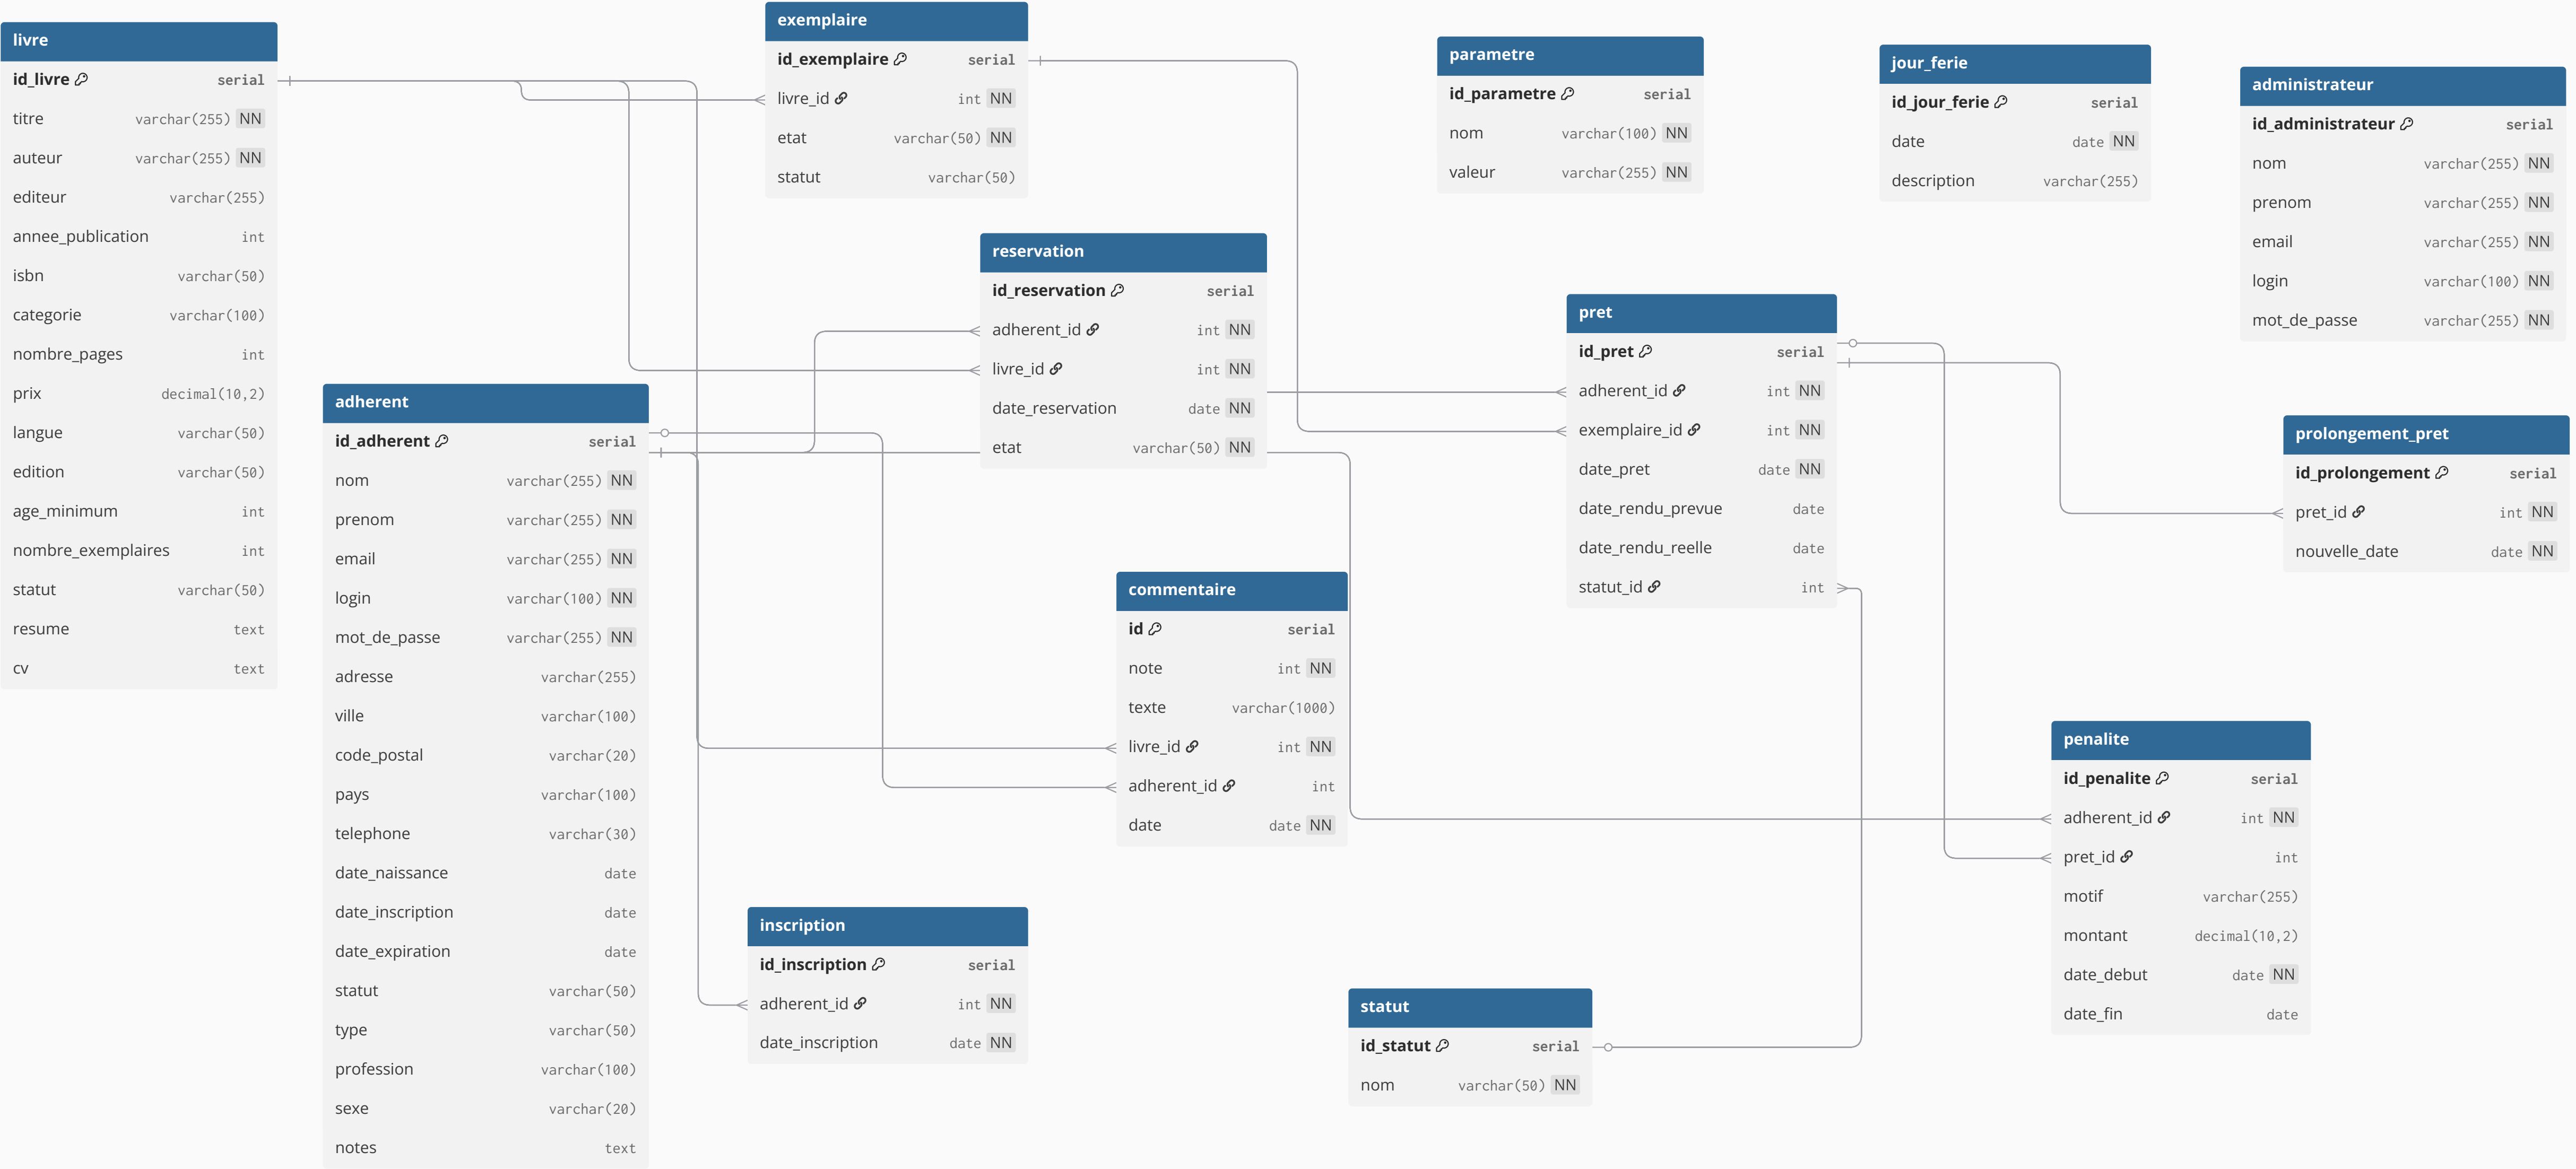 livre
id_livre serial
titre varchar(255) NN
auteur varchar(255) NN
editeur varchar(255)
annee_publication int
isbn varchar(50)
categorie varchar(100)
nombre_pages int
prix decimal(10,2)
langue varchar(50)
edition varchar(50)
age_minimum int
nombre_exemplaires int
statut varchar(50)
resume text
cv text
adherent
id_adherent serial
nom varchar(255) NN
prenom varchar(255) NN
email varchar(255) NN
login varchar(100) NN
mot_de_passe varchar(255) NN
adresse varchar(255)
ville varchar(100)
code_postal varchar(20)
pays varchar(100)
telephone varchar(30)
date_naissance date
date_inscription date
date_expiration date
statut varchar(50)
type varchar(50)
profession varchar(100)
sexe varchar(20)
notes text
exemplaire
id_exemplaire serial
livre_id int NN
etat varchar(50) NN
statut varchar(50)
reservation
id_reservation serial
adherent_id int NN
livre_id int NN
date_reservation date NN
etat varchar(50) NN
commentaire
id serial
note int NN
texte varchar(1000)
livre_id int NN
adherent_id int
date date NN
inscription
id_inscription serial
adherent_id int NN
date_inscription date NN
parametre
id_parametre serial
nom varchar(100) NN
valeur varchar(255) NN
pret
id_pret serial
adherent_id int NN
exemplaire_id int NN
date_pret date NN
date_rendu_prevue date
date_rendu_reelle date
statut_id int
statut
id_statut serial
nom varchar(50) NN
jour_ferie
id_jour_ferie serial
date date NN
description varchar(255)
administrateur
id_administrateur serial
nom varchar(255) NN
prenom varchar(255) NN
email varchar(255) NN
login varchar(100) NN
mot_de_passe varchar(255) NN
prolongement_pret
id_prolongement serial
pret_id int NN
nouvelle_date date NN
penalite
id_penalite serial
adherent_id int NN
pret_id int
motif varchar(255)
montant decimal(10,2)
date_debut date NN
date_fin date